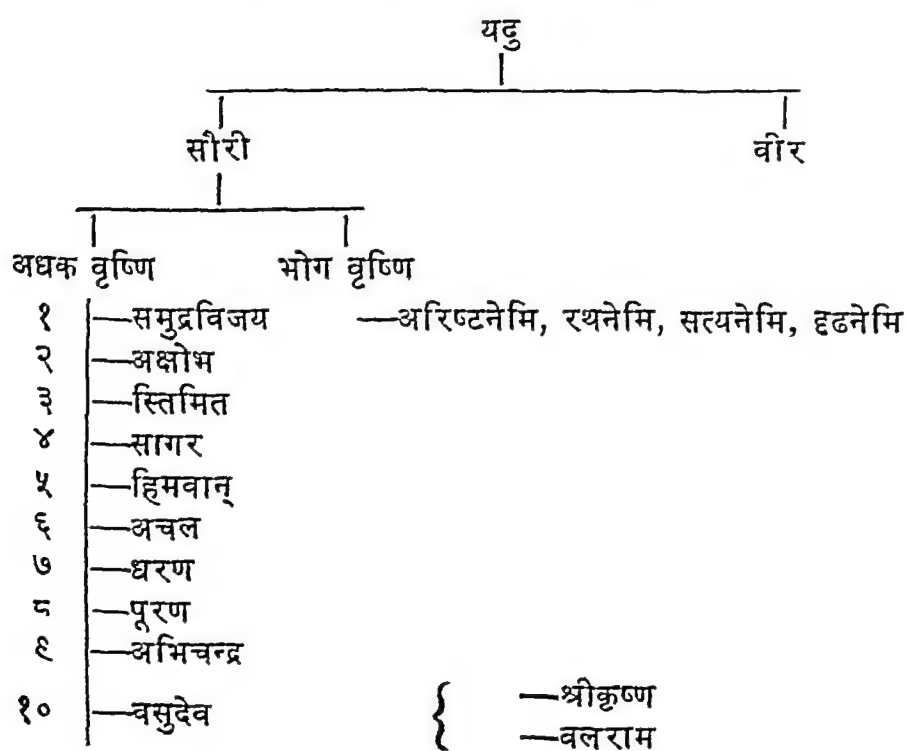 यदु
सौरी वीर
अधक वृष्णि भोग वृष्णि
१ —समुद्रविजय —अरिष्टनेमि, रथनेमि, सत्यनेमि, दृढनेमि
२ —अक्षोभ
३ —स्तिमित
४ —सागर
५ —हिमवान्
६ —अचल
७ —धरण
८ —पूरण
९ —अभिचन्द्र
१० —वसुदेव { —श्रीकृष्ण
—वलराम